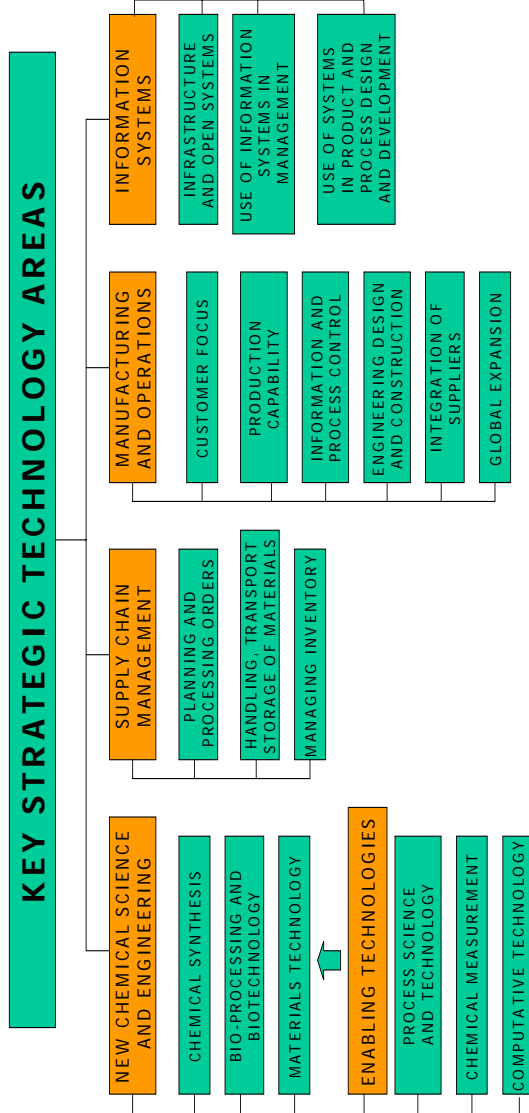 KEY STRATEGIC TECHNOLOGY AREAS
NEW CHEMICAL SCIENCE
AND ENGINEERING
CHEMICAL SYNTHESIS
BIO-PROCESSING AND
BIOTECHNOLOGY
MATERIALS TECHNOLOGY
ENABLING TECHNOLOGIES
PROCESS SCIENCE
AND TECHNOLOGY
CHEMICAL MEASUREMENT
COMPUTATIVE TECHNOLOGY
SUPPLY CHAIN
MANAGEMENT
PLANNING AND
PROCESSING ORDERS
HANDLING, TRANSPORT
STORAGE OF MATERIALS
MANAGING INVENTORY
MANUFACTURING
AND OPERATIONS
CUSTOMER FOCUS
PRODUCTION
CAPABILITY
INFORMATION AND
PROCESS CONTROL
ENGINEERING DESIGN
AND CONSTRUCTION
INTEGRATION OF
SUPPLIERS
GLOBAL EXPANSION
INFORMATION
SYSTEMS
INFRASTRUCTURE
AND OPEN SYSTEMS
USE OF INFORMATION
SYSTEMS IN
MANAGEMENT
USE OF SYSTEMS
IN PRODUCT AND
PROCESS DESIGN
AND DEVELOPMENT